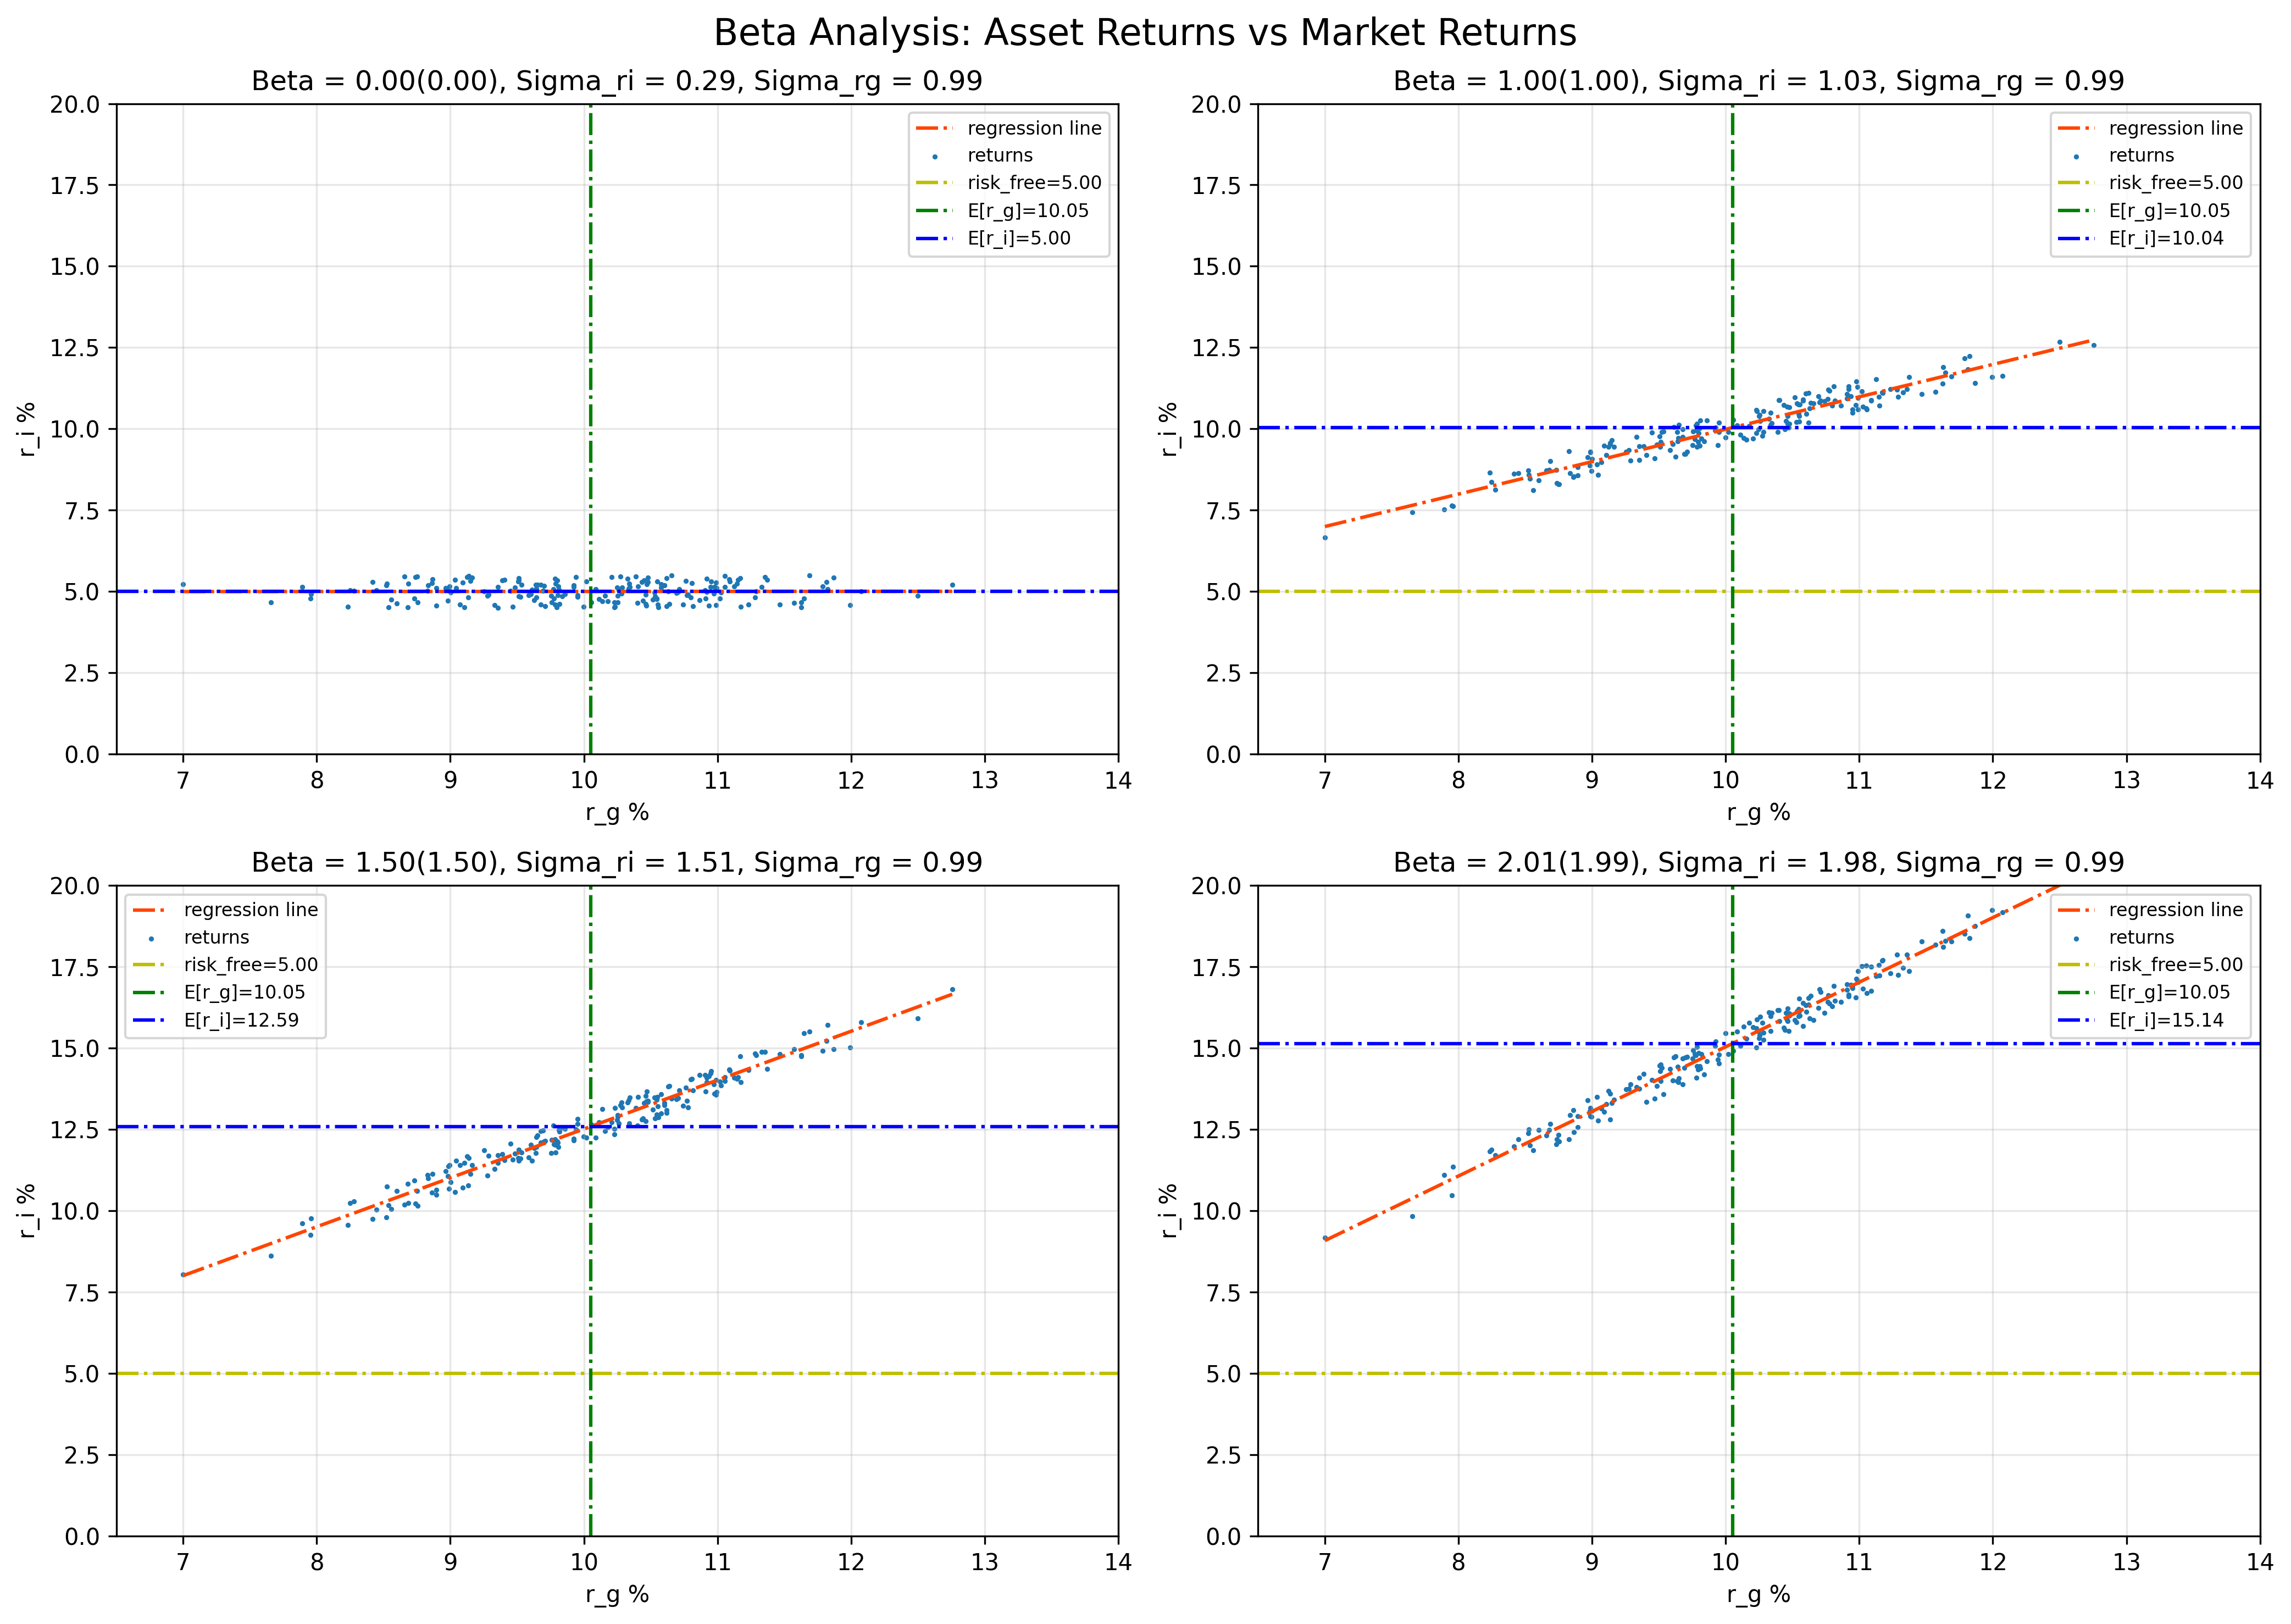 Beta Analysis: Asset Returns vs Market Returns
Beta = 0.00(0.00), Sigma_ri = 0.29, Sigma_rg = 0.99
20.0
17.5
15.0
12.5
10.0
7.5
5.0
2.5
0.0
r_i %
regression line
returns
risk_free=5.00
E[r_g]=10.05
E[r_i]=5.00
7 8 9 10 11 12 13 14
r_g %
Beta = 1.00(1.00), Sigma_ri = 1.03, Sigma_rg = 0.99
20.0
17.5
15.0
12.5
10.0
7.5
5.0
2.5
0.0
r_i %
regression line
returns
risk_free=5.00
E[r_g]=10.05
E[r_i]=10.04
7 8 9 10 11 12 13 14
r_g %
Beta = 1.50(1.50), Sigma_ri = 1.51, Sigma_rg = 0.99
20.0
17.5
15.0
12.5
10.0
7.5
5.0
2.5
0.0
r_i %
regression line
returns
risk_free=5.00
E[r_g]=10.05
E[r_i]=12.59
7 8 9 10 11 12 13 14
r_g %
Beta = 2.01(1.99), Sigma_ri = 1.98, Sigma_rg = 0.99
20.0
17.5
15.0
12.5
10.0
7.5
5.0
2.5
0.0
r_i %
regression line
returns
risk_free=5.00
E[r_g]=10.05
E[r_i]=15.14
7 8 9 10 11 12 13 14
r_g %